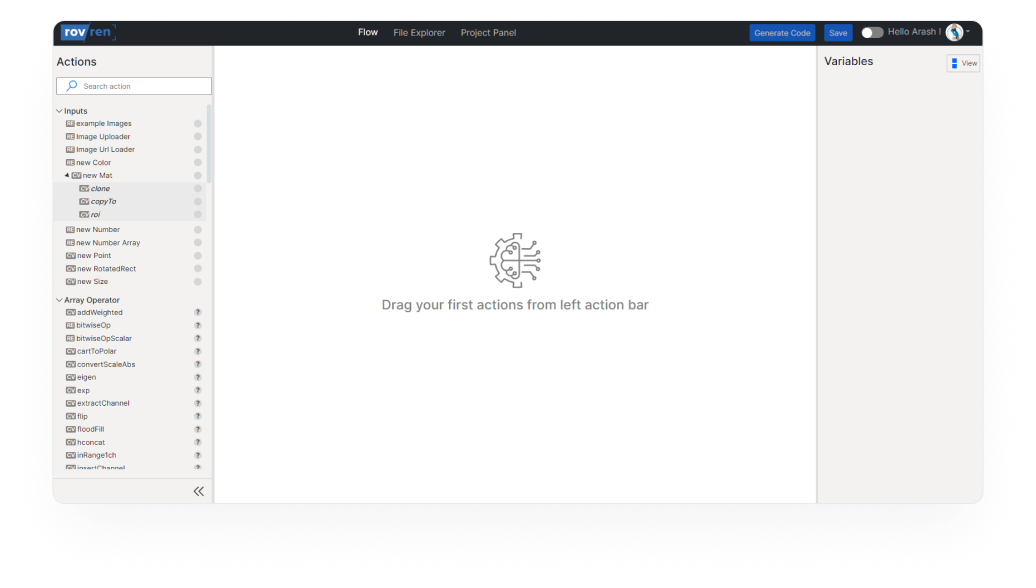 rovren
Flow File Explorer Project Panel Generate Code Save Hello Arash !
Actions
Search action
Inputs
RE example Images
RE Image Uploader
RE Image Url Loader
RE new Color
CV new Mat
CV clone
CV copyTo
CV roi
RE new Number
RE new Number Array
CV new Point
CV new RotatedRect
CV new Size
Array Operator
CV addWeighted ?
RE bitwiseOp ?
RE bitwiseOpScalar ?
CV cartToPolar ?
CV convertScaleAbs ?
CV eigen ?
CV exp ?
CV extractChannel ?
CV flip ?
CV floodFill ?
CV hconcat ?
CV inRange1ch ?
CV insertChannel ?
Drag your first actions from left action bar
Variables
View